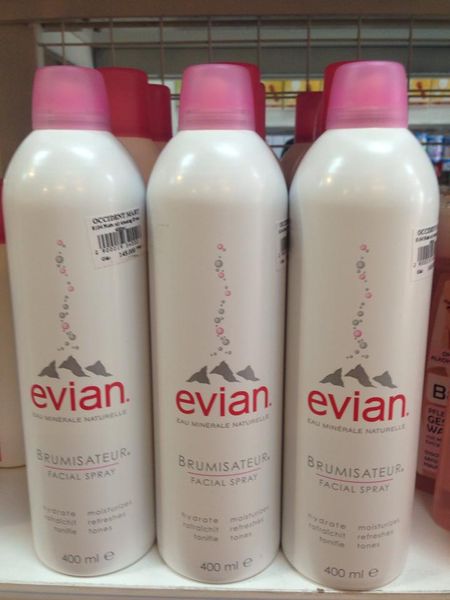 OCCIDENT MART
evian.
EAU MINÉRALE NATURELLE
BRUMISATEUR®
FACIAL SPRAY
hydrate moisturizes
rafraîchit refreshes
tonifie tones
400 ml e
OCCIDENT
evian.
EAU MINÉRALE NATURELLE
BRUMISATEUR®
FACIAL SPRAY
hydrate moisturizes
rafraîchit refreshes
tonifie tones
400 ml e
OCCIDENT
evian.
EAU MINÉRALE NATURELLE
BRUMISATEUR®
FACIAL SPRAY
hydrate moisturizes
rafraîchit refreshes
tonifie tones
400 ml e